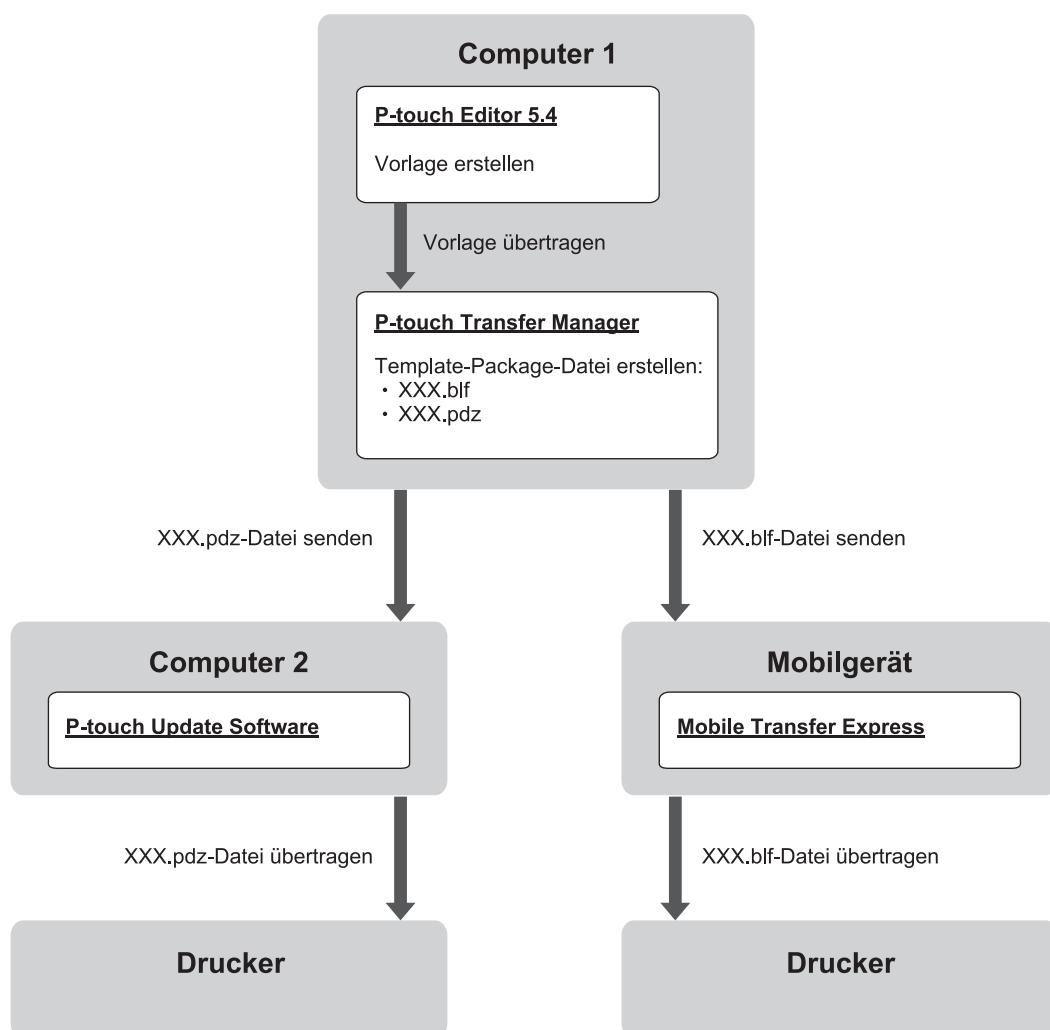 Computer 1
P-touch Editor 5.4
Vorlage erstellen
Vorlage übertragen
P-touch Transfer Manager
Template-Package-Datei erstellen:
• XXX.blf
• XXX.pdz
XXX.pdz-Datei senden
XXX.blf-Datei senden
Computer 2
P-touch Update Software
Mobilgerät
Mobile Transfer Express
XXX.pdz-Datei übertragen
XXX.blf-Datei übertragen
Drucker
Drucker